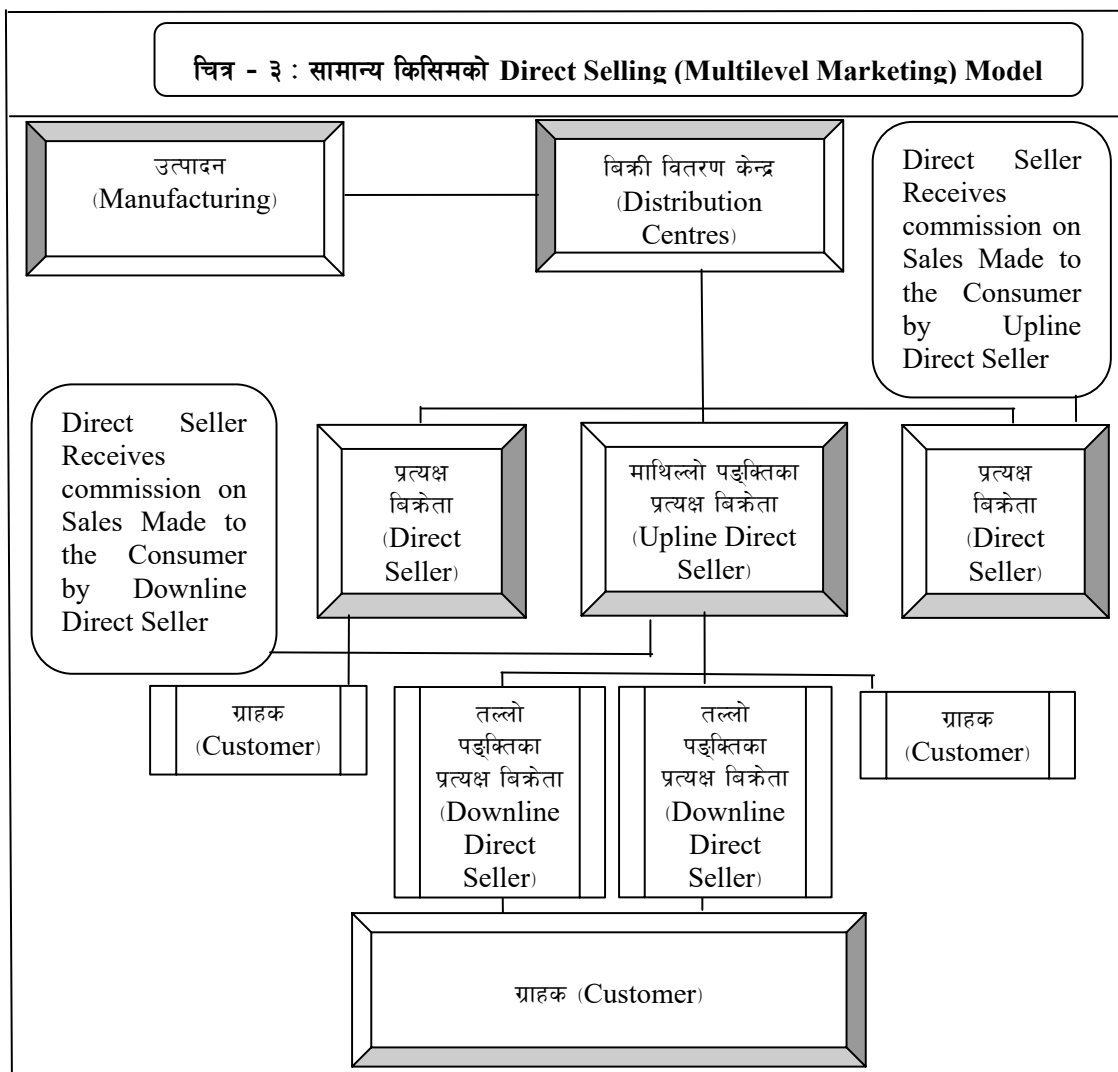 चित्र - ३ : सामान्य किसिमको Direct Selling (Multilevel Marketing) Model
उत्पादन
(Manufacturing)
बिक्री वितरण केन्द्र
(Distribution
Centres)
Direct Seller
Receives
commission on
Sales Made to
the Consumer
by Upline
Direct Seller
Direct Seller
Receives
commission on
Sales Made to
the Consumer
by Downline
Direct Seller
प्रत्यक्ष
बिक्रेता
(Direct
Seller)
माथिल्लो पङ्क्तिका
प्रत्यक्ष बिक्रेता
(Upline Direct
Seller)
प्रत्यक्ष
बिक्रेता
(Direct
Seller)
ग्राहक
(Customer)
तल्लो
पङ्क्तिका
प्रत्यक्ष बिक्रेता
(Downline
Direct
Seller)
तल्लो
पङ्क्तिका
प्रत्यक्ष बिक्रेता
(Downline
Direct
Seller)
ग्राहक
(Customer)
ग्राहक (Customer)